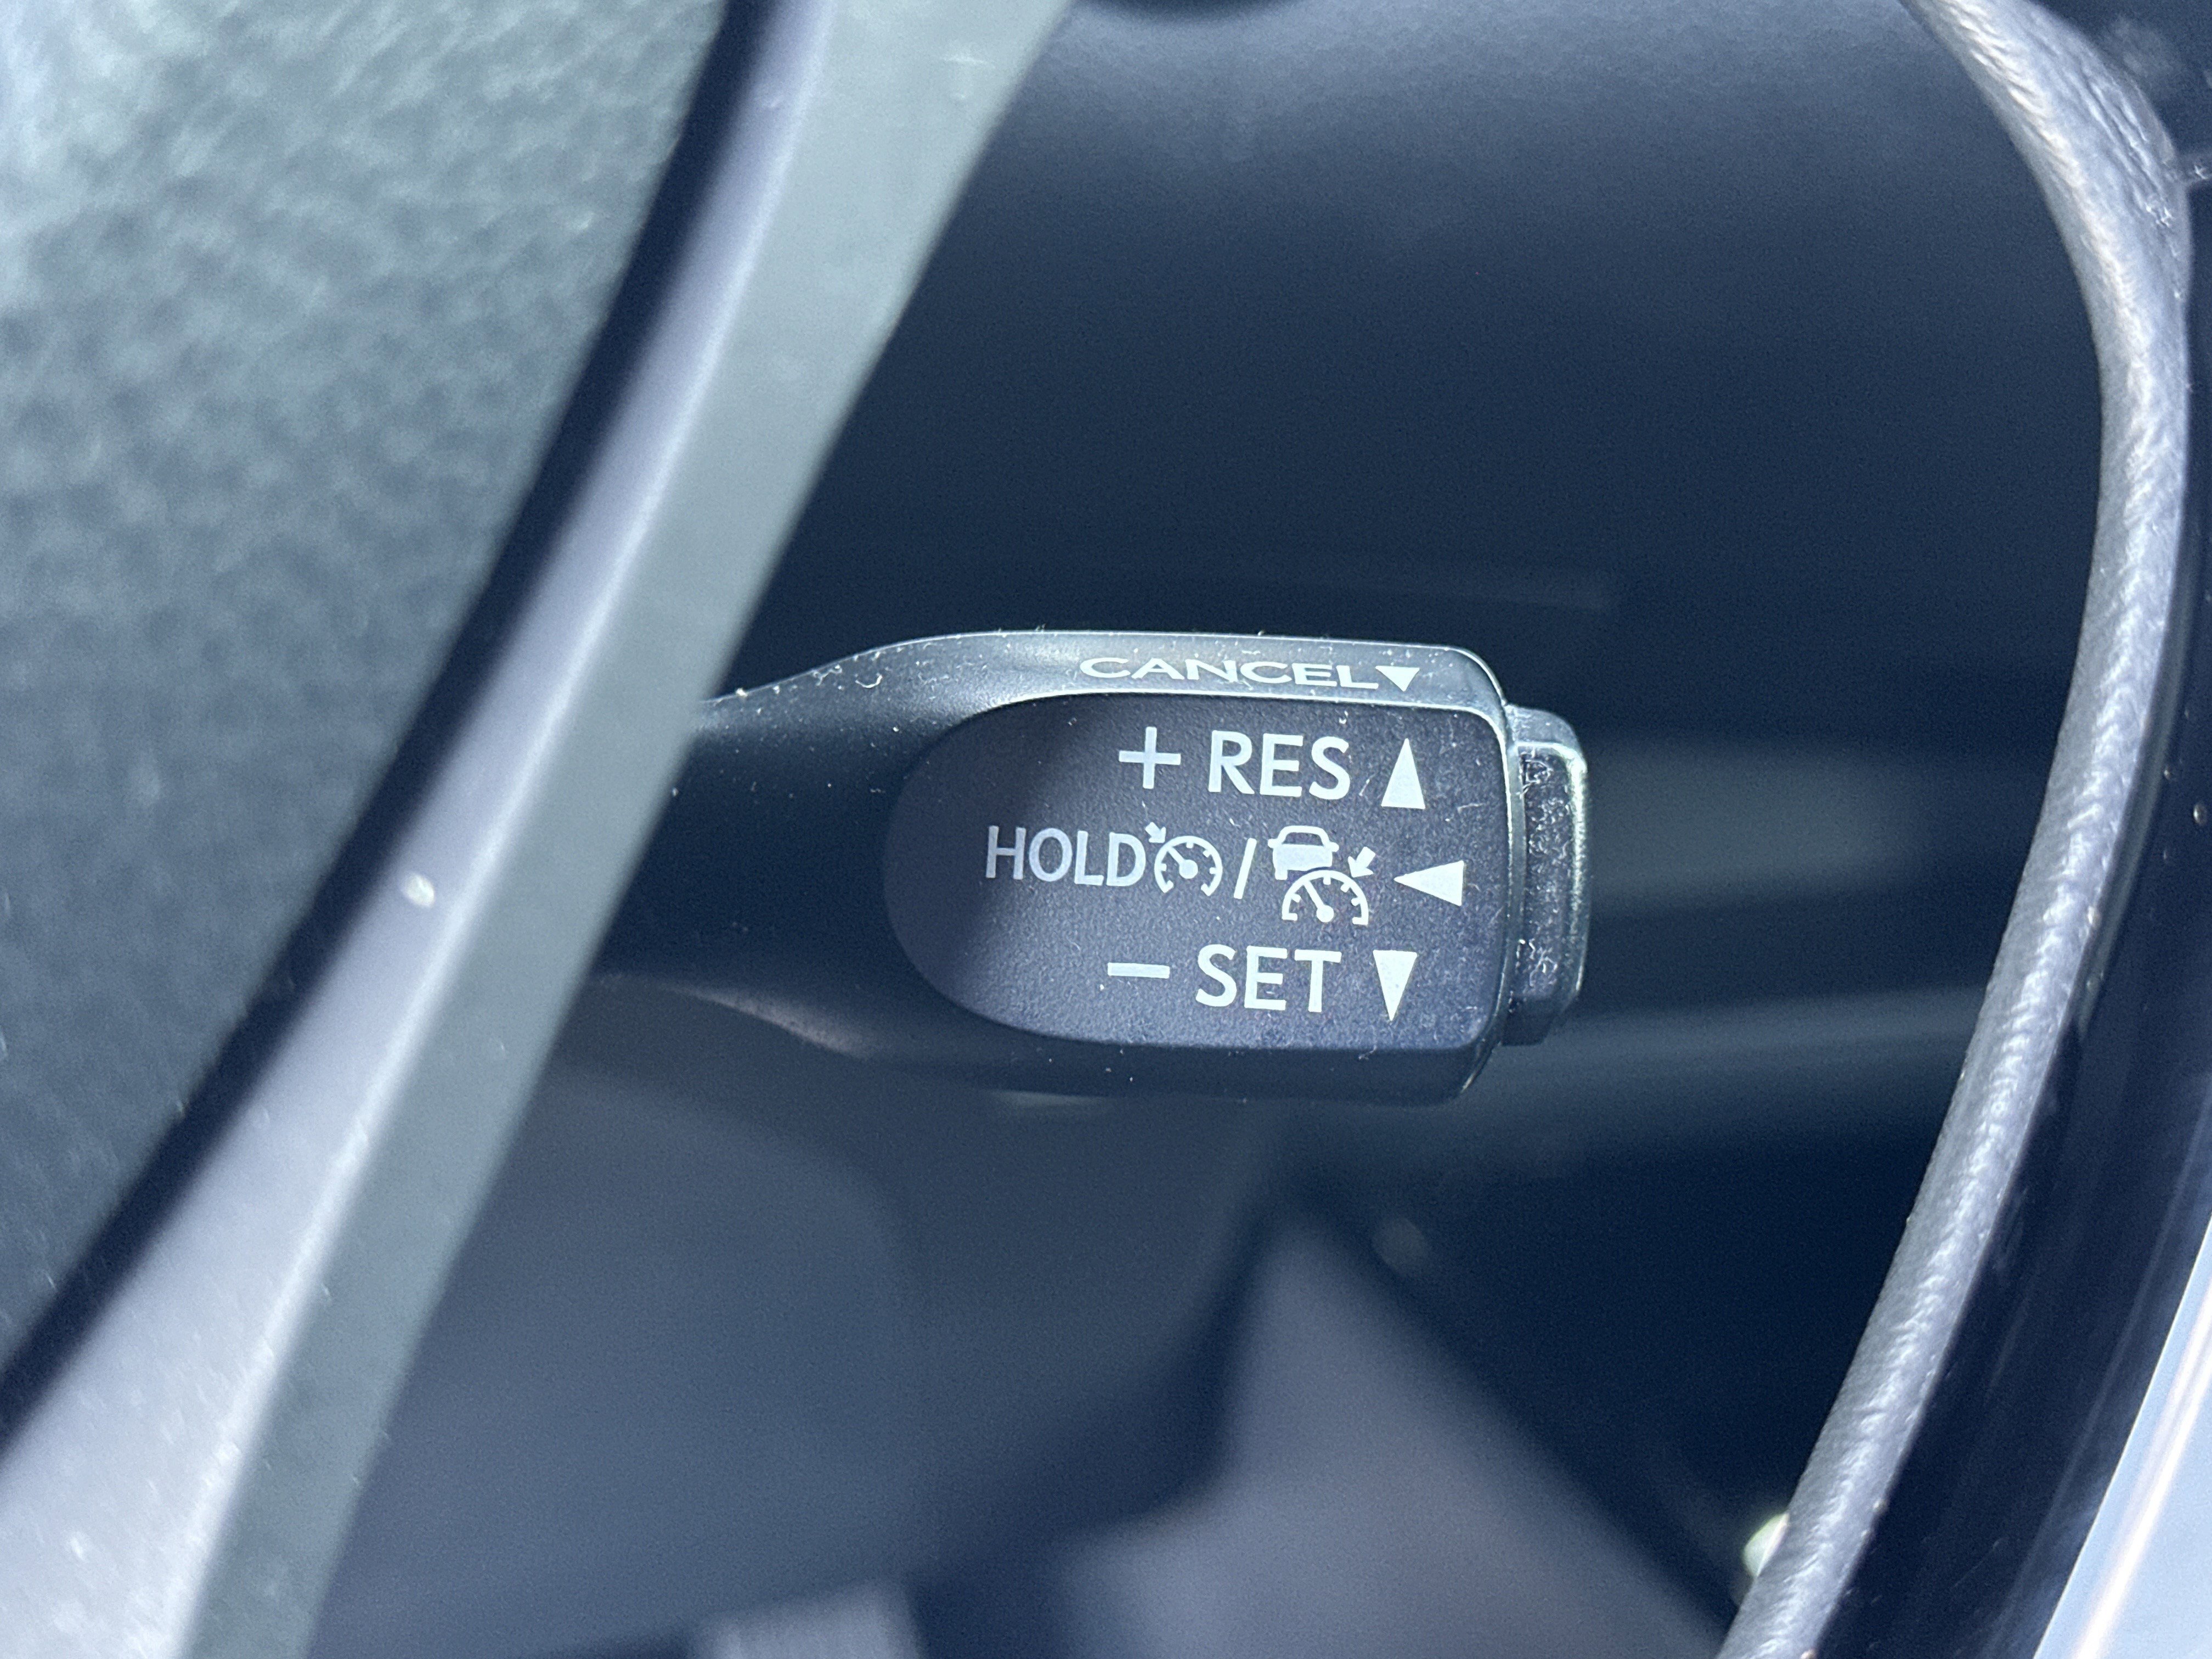 CANCEL▼
+ RES ▲
HOLD / ◀
− SET ▼